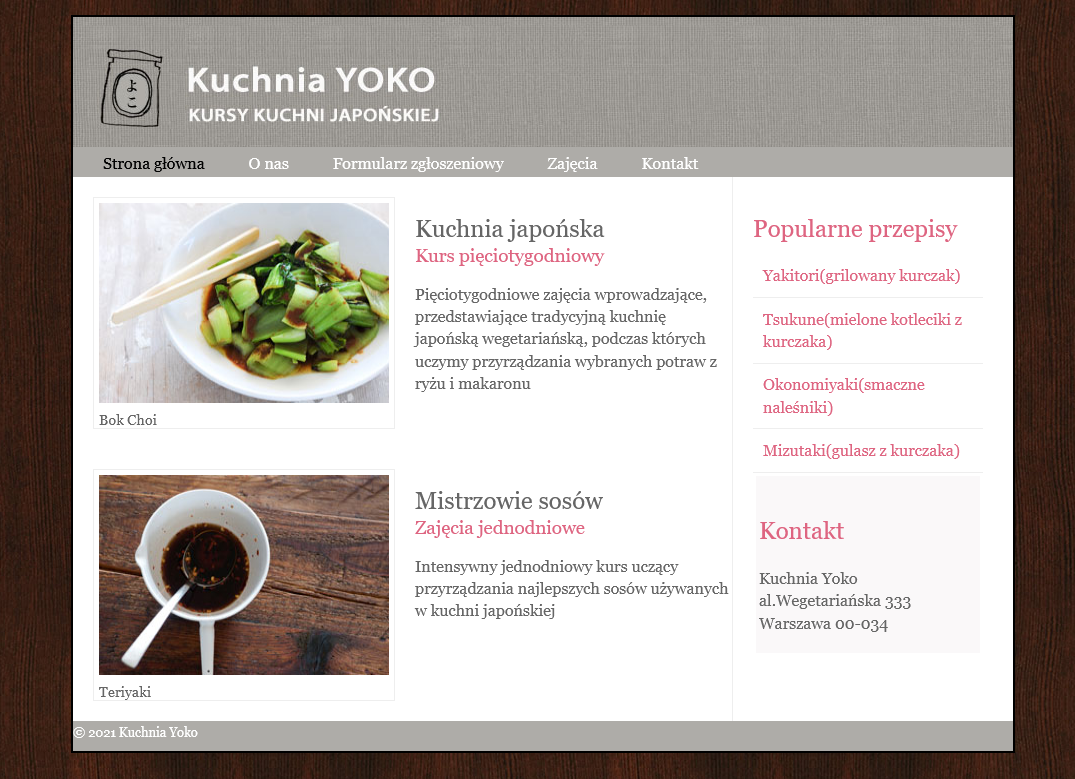 よ
こ
Kuchnia YOKO
KURSY KUCHNI JAPOŃSKIEJ
Strona główna O nas Formularz zgłoszeniowy Zajęcia Kontakt
Bok Choi
Kuchnia japońska
Kurs pięciotygodniowy
Pięciotygodniowe zajęcia wprowadzające,
przedstawiające tradycyjną kuchnię
japońską wegetariańską, podczas których
uczymy przyrządzania wybranych potraw z
ryżu i makaronu
Teriyaki
Mistrzowie sosów
Zajęcia jednodniowe
Intensywny jednodniowy kurs uczący
przyrządzania najlepszych sosów używanych
w kuchni japońskiej
Popularne przepisy
Yakitori(grilowany kurczak)
Tsukune(mielone kotleciki z
kurczaka)
Okonomiyaki(smaczne
naleśniki)
Mizutaki(gulasz z kurczaka)
Kontakt
Kuchnia Yoko
al.Wegetariańska 333
Warszawa 00-034
© 2021 Kuchnia Yoko